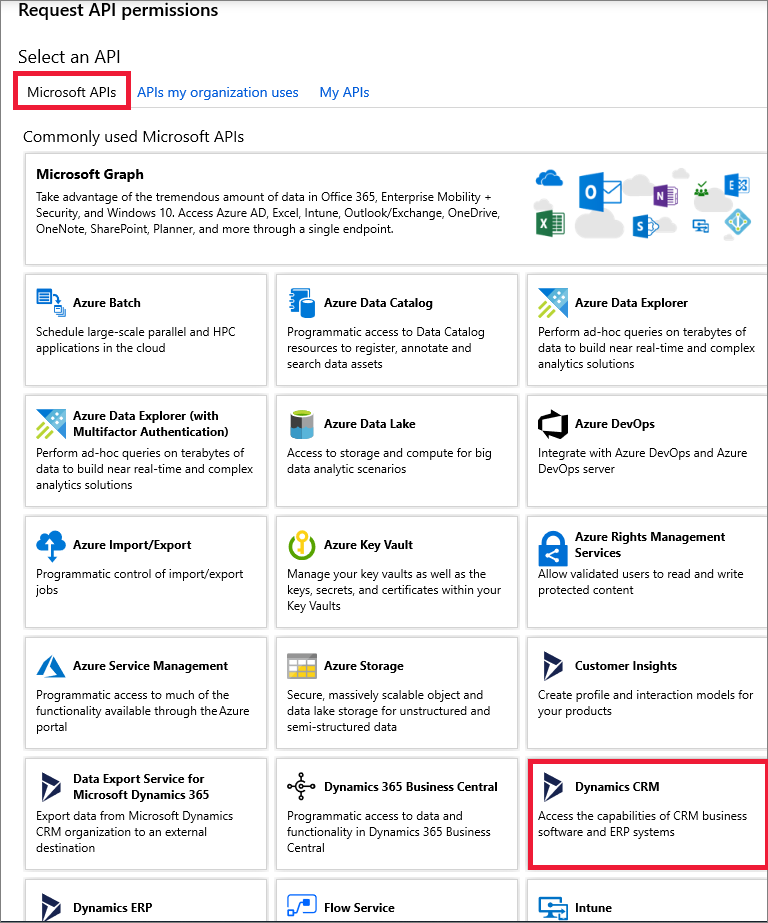 Request API permissions
Select an API
Microsoft APIs
APIs my organization uses
My APIs
Commonly used Microsoft APIs
Microsoft Graph
Take advantage of the tremendous amount of data in Office 365, Enterprise Mobility +
Security, and Windows 10. Access Azure AD, Excel, Intune, Outlook/Exchange, OneDrive,
OneNote, SharePoint, Planner, and more through a single endpoint.
Azure Batch
Schedule large-scale parallel and HPC
applications in the cloud
Azure Data Catalog
Programmatic access to Data Catalog
resources to register, annotate and
search data assets
Azure Data Explorer
Perform ad-hoc queries on terabytes of
data to build near real-time and complex
analytics solutions
Azure Data Explorer (with
Multifactor Authentication)
Perform ad-hoc queries on terabytes of
data to build near real-time and complex
analytics solutions
Azure Data Lake
Access to storage and compute for big
data analytic scenarios
Azure DevOps
Integrate with Azure DevOps and Azure
DevOps server
Azure Import/Export
Programmatic control of import/export
jobs
Azure Key Vault
Manage your key vaults as well as the
keys, secrets, and certificates within your
Key Vaults
Azure Rights Management
Services
Allow validated users to read and write
protected content
Azure Service Management
Programmatic access to much of the
functionality available through the Azure
portal
Azure Storage
Secure, massively scalable object and
data lake storage for unstructured and
semi-structured data
Customer Insights
Create profile and interaction models for
your products
Data Export Service for
Microsoft Dynamics 365
Export data from Microsoft Dynamics
CRM organization to an external
destination
Dynamics 365 Business Central
Programmatic access to data and
functionality in Dynamics 365 Business
Central
Dynamics CRM
Access the capabilities of CRM business
software and ERP systems
Dynamics ERP
Flow Service
Intune